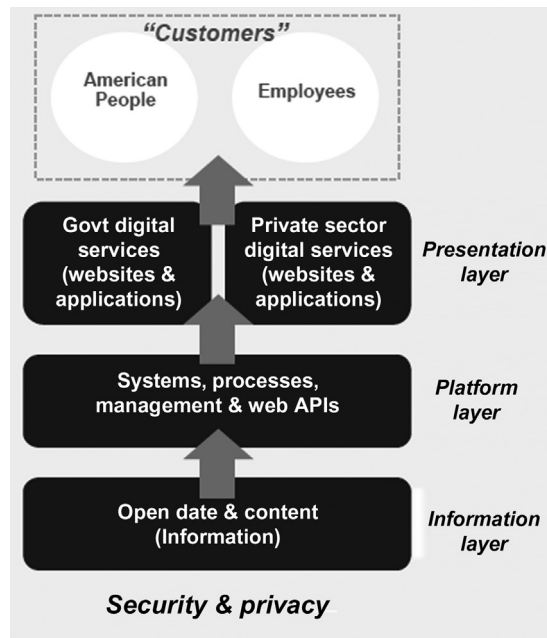 “Customers”
American
People
Employees
Govt digital
services
(websites &
applications)
Private sector
digital services
(websites &
applications)
Presentation
layer
Systems, processes,
management & web APIs
Platform
layer
Open date & content
(Information)
Information
layer
Security & privacy